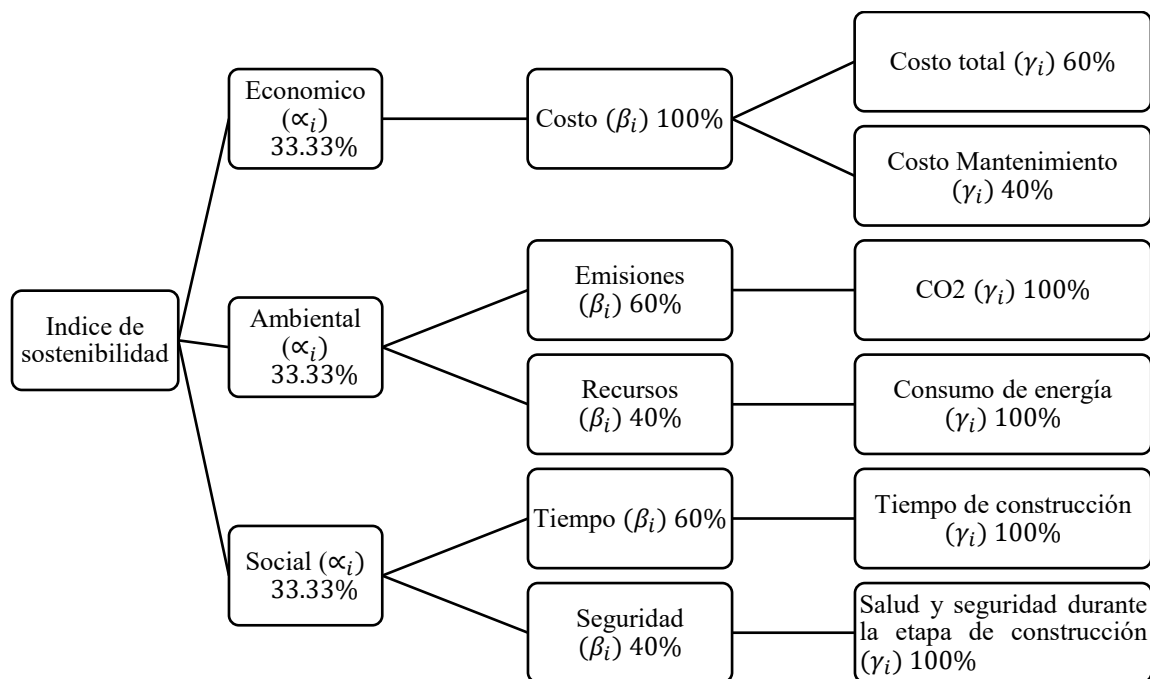 Indice de
sostenibilidad
Economico
(∝ᵢ)
33.33%
Costo (βᵢ) 100%
Costo total (γᵢ) 60%
Costo Mantenimiento
(γᵢ) 40%
Ambiental
(∝ᵢ)
33.33%
Emisiones
(βᵢ) 60%
CO2 (γᵢ) 100%
Recursos
(βᵢ) 40%
Consumo de energía
(γᵢ) 100%
Social (∝ᵢ)
33.33%
Tiempo (βᵢ) 60%
Tiempo de construcción
(γᵢ) 100%
Seguridad
(βᵢ) 40%
Salud y seguridad durante
la etapa de construcción
(γᵢ) 100%